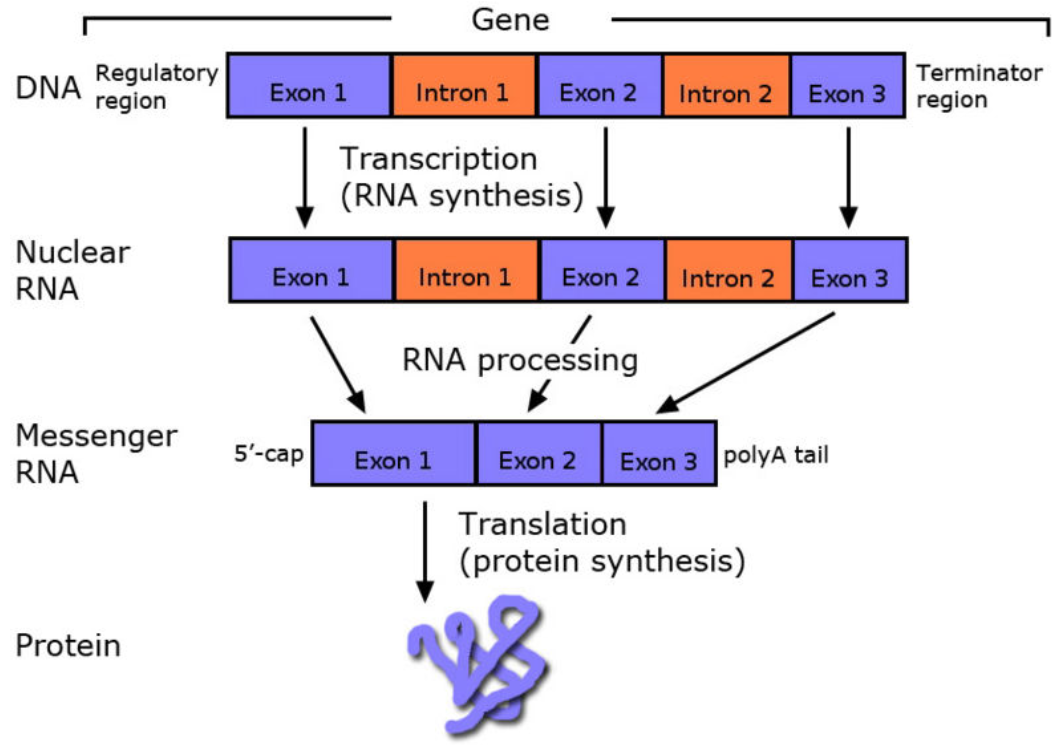 Gene
DNA
Regulatory
region
Exon 1
Intron 1
Exon 2
Intron 2
Exon 3
Terminator
region
Transcription
(RNA synthesis)
Nuclear
RNA
Exon 1
Intron 1
Exon 2
Intron 2
Exon 3
RNA processing
Messenger
RNA
5′-cap
Exon 1
Exon 2
Exon 3
polyA tail
Translation
(protein synthesis)
Protein